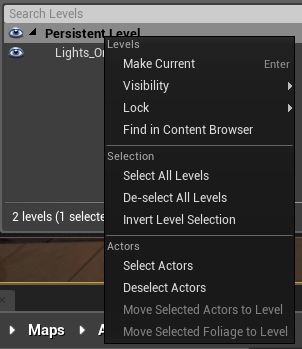 Search Levels
Persistent Level
Lights_O
Levels
Make Current Enter
Visibility
Lock
Find in Content Browser
Selection
Select All Levels
De-select All Levels
Invert Level Selection
2 levels (1 selecte
Actors
Select Actors
Deselect Actors
Move Selected Actors to Level
Move Selected Foliage to Level
Maps